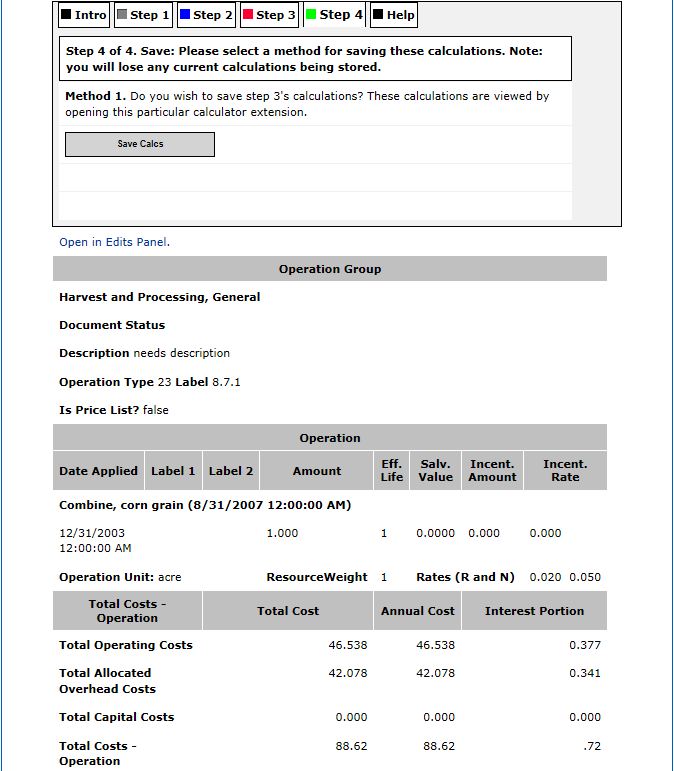 Intro Step 1 Step 2 Step 3 Step 4 Help
Step 4 of 4. Save: Please select a method for saving these calculations. Note:
you will lose any current calculations being stored.
Method 1. Do you wish to save step 3's calculations? These calculations are viewed by
opening this particular calculator extension.
Save Calcs
Open in Edits Panel.
Operation Group
Harvest and Processing, General
Document Status
Description needs description
Operation Type 23 Label 8.7.1
Is Price List? false
Operation
Date Applied Label 1 Label 2 Amount Eff. Life Salv. Value Incent. Amount Incent. Rate
Combine, corn grain (8/31/2007 12:00:00 AM)
12/31/2003 1.000 1 0.0000 0.000 0.000
12:00:00 AM
Operation Unit: acre ResourceWeight 1 Rates (R and N) 0.020 0.050
Total Costs - Operation Total Cost Annual Cost Interest Portion
Total Operating Costs 46.538 46.538 0.377
Total Allocated 42.078 42.078 0.341
Overhead Costs
Total Capital Costs 0.000 0.000 0.000
Total Costs - 88.62 88.62 .72
Operation